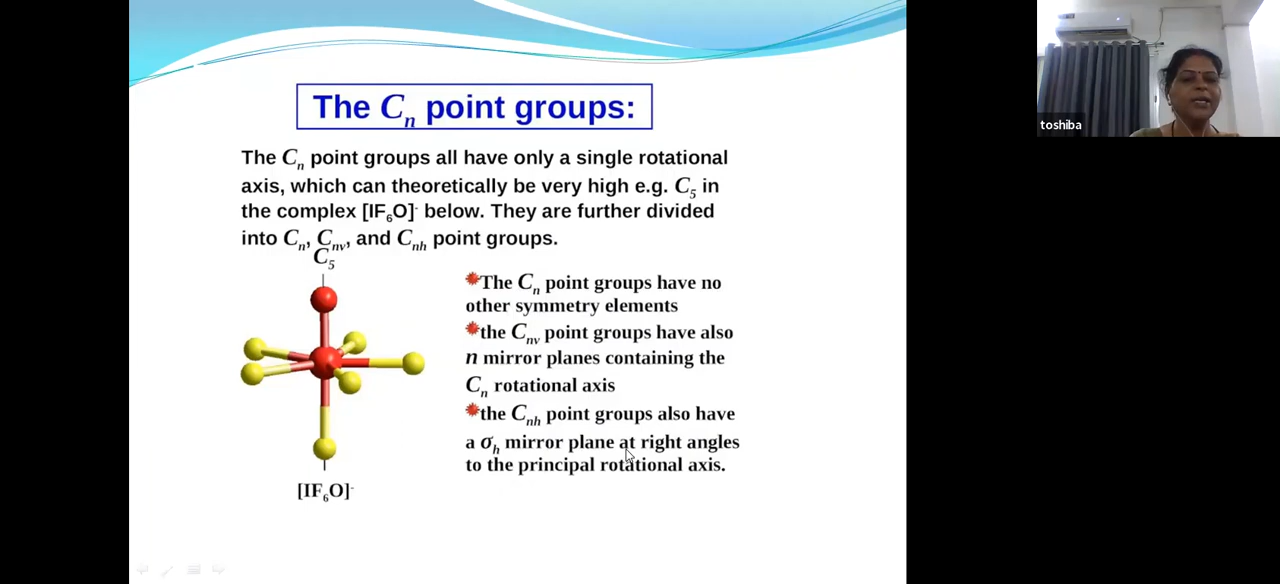 The Cn point groups:
The Cn point groups all have only a single rotational
axis, which can theoretically be very high e.g. C5 in
the complex [IF6O]- below. They are further divided
into Cn, Cnv, and Cnh point groups.
C5
The Cn point groups have no
other symmetry elements
the Cnv point groups have also
n mirror planes containing the
Cn rotational axis
the Cnh point groups also have
a σh mirror plane at right angles
to the principal rotational axis.
[IF6O]-
toshiba